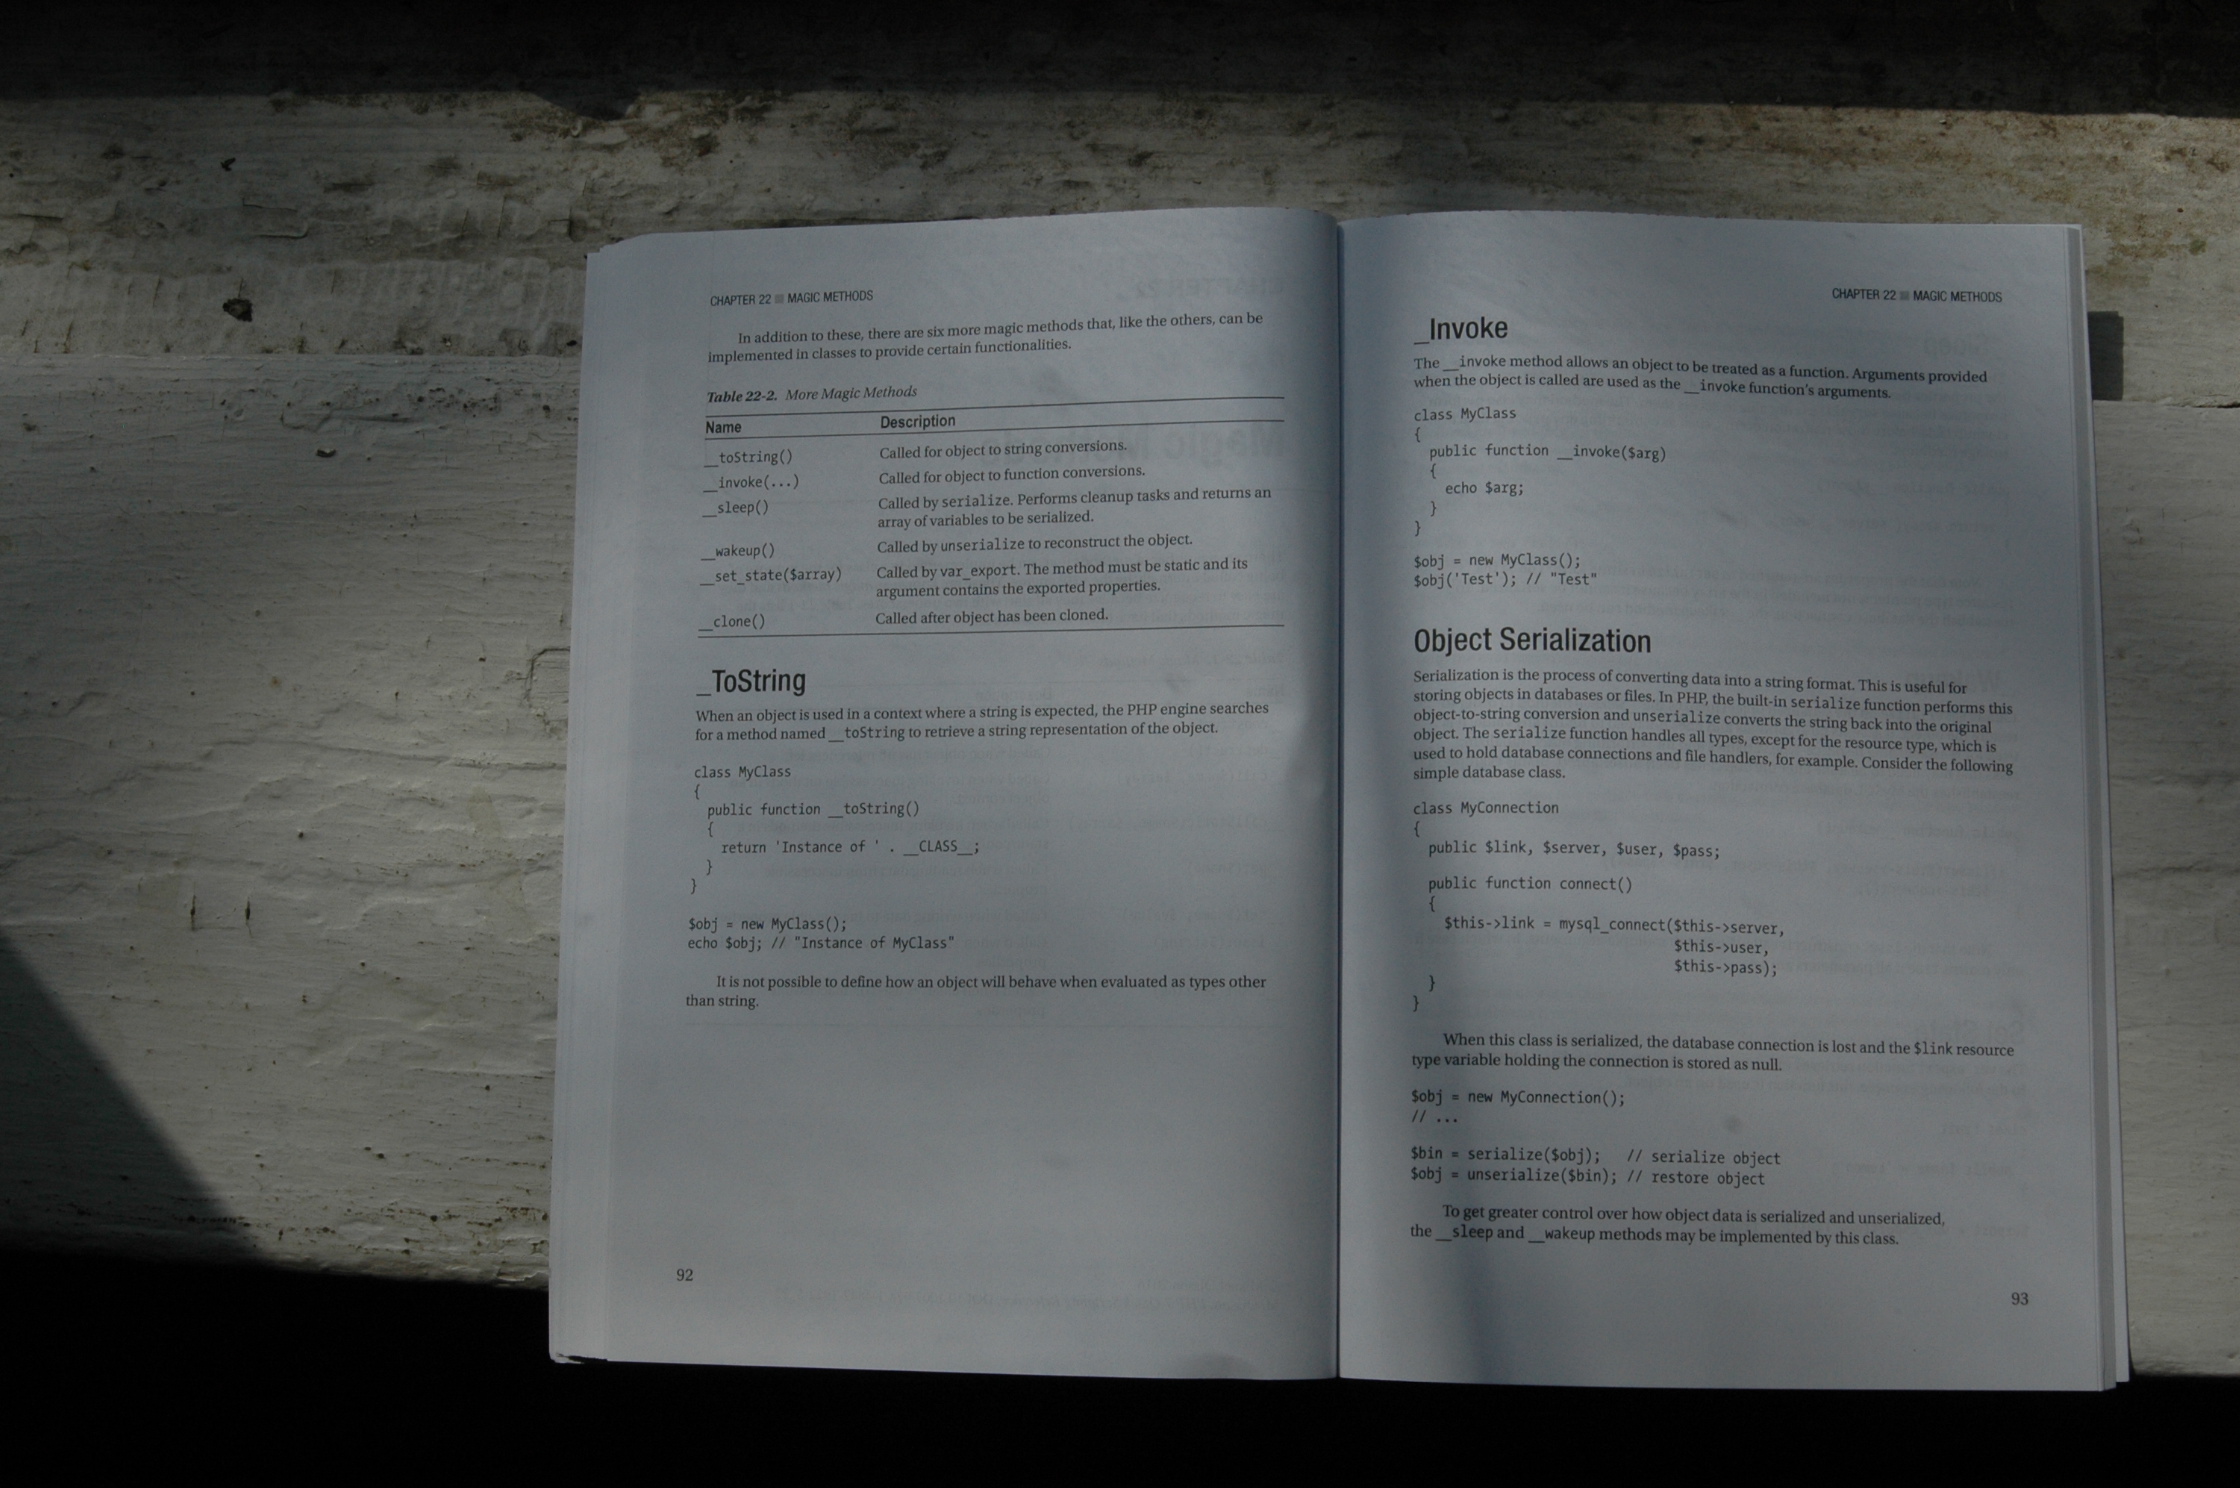 CHAPTER 22 ■ MAGIC METHODS
In addition to these, there are six more magic methods that, like the others, can be
implemented in classes to provide certain functionalities.
Table 22-2. More Magic Methods
Name Description
__toString() Called for object to string conversions.
__invoke(...) Called for object to function conversions.
__sleep() Called by serialize. Performs cleanup tasks and returns an
array of variables to be serialized.
__wakeup() Called by unserialize to reconstruct the object.
__set_state($array) Called by var_export. The method must be static and its
argument contains the exported properties.
__clone() Called after object has been cloned.
_ToString
When an object is used in a context where a string is expected, the PHP engine searches
for a method named __toString to retrieve a string representation of the object.
class MyClass
{
  public function __toString()
  {
    return 'Instance of ' . __CLASS__;
  }
}
$obj = new MyClass();
echo $obj; // "Instance of MyClass"
It is not possible to define how an object will behave when evaluated as types other
than string.
92
CHAPTER 22 ■ MAGIC METHODS
_Invoke
The __invoke method allows an object to be treated as a function. Arguments provided
when the object is called are used as the __invoke function's arguments.
class MyClass
{
  public function __invoke($arg)
  {
    echo $arg;
  }
}
$obj = new MyClass();
$obj('Test'); // "Test"
Object Serialization
Serialization is the process of converting data into a string format. This is useful for
storing objects in databases or files. In PHP, the built-in serialize function performs this
object-to-string conversion and unserialize converts the string back into the original
object. The serialize function handles all types, except for the resource type, which is
used to hold database connections and file handlers, for example. Consider the following
simple database class.
class MyConnection
{
  public $link, $server, $user, $pass;
  public function connect()
  {
    $this->link = mysql_connect($this->server,
                                $this->user,
                                $this->pass);
  }
}
When this class is serialized, the database connection is lost and the $link resource
type variable holding the connection is stored as null.
$obj = new MyConnection();
// ...
$bin = serialize($obj);   // serialize object
$obj = unserialize($bin); // restore object
To get greater control over how object data is serialized and unserialized,
the __sleep and __wakeup methods may be implemented by this class.
93